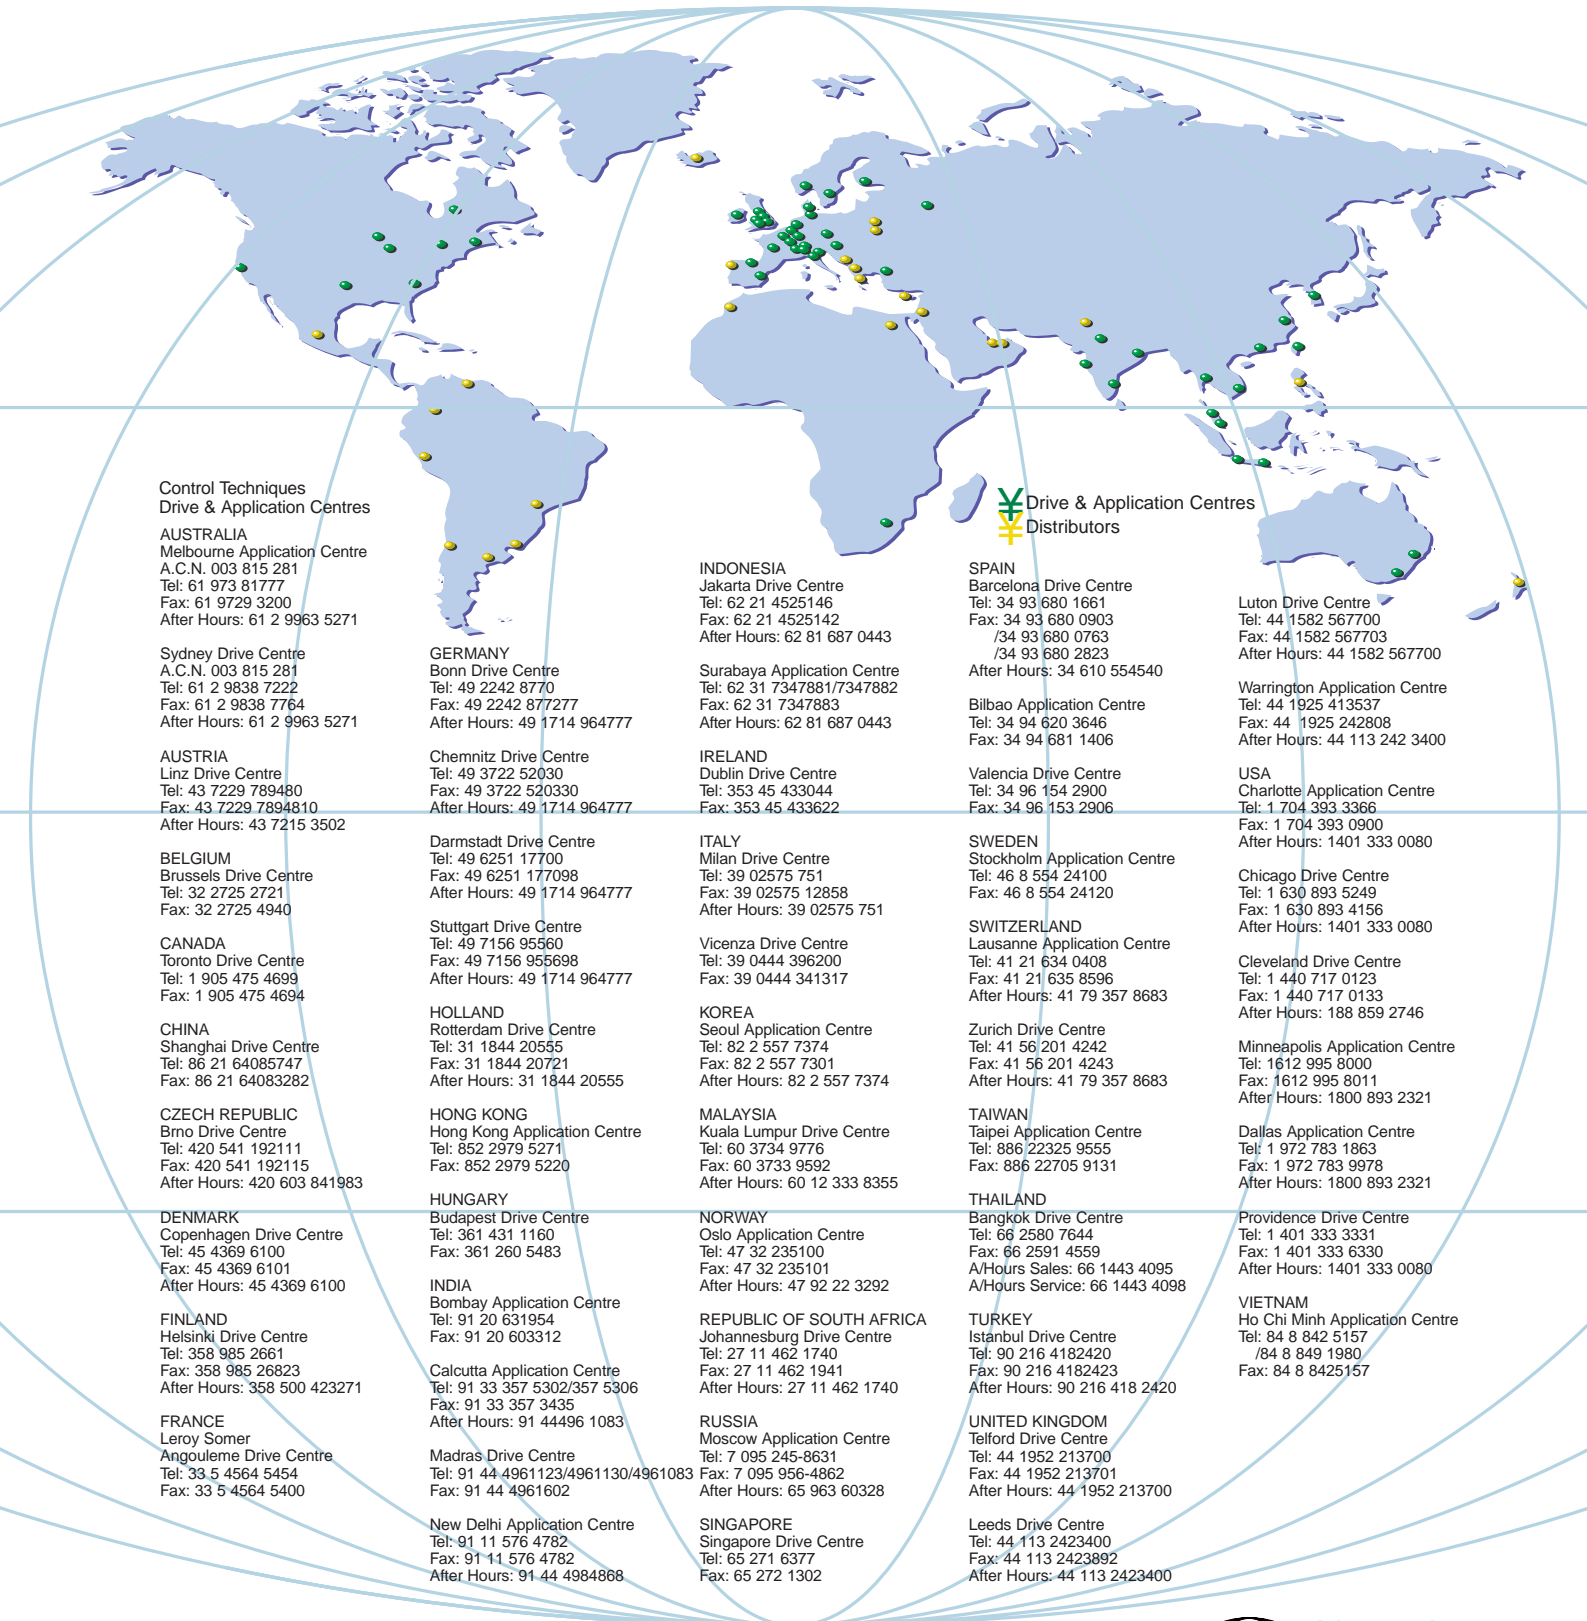 Control Techniques
Drive & Application Centres
AUSTRALIA
Melbourne Application Centre
A.C.N. 003 815 281
Tel: 61 973 81777
Fax: 61 9729 3200
After Hours: 61 2 9963 5271
Sydney Drive Centre
A.C.N. 003 815 281
Tel: 61 2 9838 7222
Fax: 61 2 9838 7764
After Hours: 61 2 9963 5271
AUSTRIA
Linz Drive Centre
Tel: 43 7229 789480
Fax: 43 7229 7894810
After Hours: 43 7215 3502
BELGIUM
Brussels Drive Centre
Tel: 32 2725 2721
Fax: 32 2725 4940
CANADA
Toronto Drive Centre
Tel: 1 905 475 4699
Fax: 1 905 475 4694
CHINA
Shanghai Drive Centre
Tel: 86 21 64085747
Fax: 86 21 64083282
CZECH REPUBLIC
Brno Drive Centre
Tel: 420 541 192111
Fax: 420 541 192115
After Hours: 420 603 841983
DENMARK
Copenhagen Drive Centre
Tel: 45 4369 6100
Fax: 45 4369 6101
After Hours: 45 4369 6100
FINLAND
Helsinki Drive Centre
Tel: 358 985 2661
Fax: 358 985 26823
After Hours: 358 500 423271
FRANCE
Leroy Somer
Angouleme Drive Centre
Tel: 33 5 4564 5454
Fax: 33 5 4564 5400
GERMANY
Bonn Drive Centre
Tel: 49 2242 8770
Fax: 49 2242 877277
After Hours: 49 1714 964777
Chemnitz Drive Centre
Tel: 49 3722 52030
Fax: 49 3722 520330
After Hours: 49 1714 964777
Darmstadt Drive Centre
Tel: 49 6251 17700
Fax: 49 6251 177098
After Hours: 49 1714 964777
Stuttgart Drive Centre
Tel: 49 7156 95560
Fax: 49 7156 955698
After Hours: 49 1714 964777
HOLLAND
Rotterdam Drive Centre
Tel: 31 1844 20555
Fax: 31 1844 20721
After Hours: 31 1844 20555
HONG KONG
Hong Kong Application Centre
Tel: 852 2979 5271
Fax: 852 2979 5220
HUNGARY
Budapest Drive Centre
Tel: 361 431 1160
Fax: 361 260 5483
INDIA
Bombay Application Centre
Tel: 91 20 631954
Fax: 91 20 603312
Calcutta Application Centre
Tel: 91 33 357 5302/357 5306
Fax: 91 33 357 3435
After Hours: 91 44496 1083
Madras Drive Centre
Tel: 91 44 4961123/4961130/4961083
Fax: 91 44 4961602
New Delhi Application Centre
Tel: 91 11 576 4782
Fax: 91 11 576 4782
After Hours: 91 44 4984868
INDONESIA
Jakarta Drive Centre
Tel: 62 21 4525146
Fax: 62 21 4525142
After Hours: 62 81 687 0443
Surabaya Application Centre
Tel: 62 31 7347881/7347882
Fax: 62 31 7347883
After Hours: 62 81 687 0443
IRELAND
Dublin Drive Centre
Tel: 353 45 433044
Fax: 353 45 433622
ITALY
Milan Drive Centre
Tel: 39 02575 751
Fax: 39 02575 12858
After Hours: 39 02575 751
Vicenza Drive Centre
Tel: 39 0444 396200
Fax: 39 0444 341317
KOREA
Seoul Application Centre
Tel: 82 2 557 7374
Fax: 82 2 557 7301
After Hours: 82 2 557 7374
MALAYSIA
Kuala Lumpur Drive Centre
Tel: 60 3734 9776
Fax: 60 3733 9592
After Hours: 60 12 333 8355
NORWAY
Oslo Application Centre
Tel: 47 32 235100
Fax: 47 32 235101
After Hours: 47 92 22 3292
REPUBLIC OF SOUTH AFRICA
Johannesburg Drive Centre
Tel: 27 11 462 1740
Fax: 27 11 462 1941
After Hours: 27 11 462 1740
RUSSIA
Moscow Application Centre
Tel: 7 095 245-8631
Fax: 7 095 956-4862
After Hours: 65 963 60328
SINGAPORE
Singapore Drive Centre
Tel: 65 271 6377
Fax: 65 272 1302
¥ Drive & Application Centres
¥ Distributors
SPAIN
Barcelona Drive Centre
Tel: 34 93 680 1661
Fax: 34 93 680 0903
/34 93 680 0763
/34 93 680 2823
After Hours: 34 610 554540
Bilbao Application Centre
Tel: 34 94 620 3646
Fax: 34 94 681 1406
Valencia Drive Centre
Tel: 34 96 154 2900
Fax: 34 96 153 2906
SWEDEN
Stockholm Application Centre
Tel: 46 8 554 24100
Fax: 46 8 554 24120
SWITZERLAND
Lausanne Application Centre
Tel: 41 21 634 0408
Fax: 41 21 635 8596
After Hours: 41 79 357 8683
Zurich Drive Centre
Tel: 41 56 201 4242
Fax: 41 56 201 4243
After Hours: 41 79 357 8683
TAIWAN
Taipei Application Centre
Tel: 886 22325 9555
Fax: 886 22705 9131
THAILAND
Bangkok Drive Centre
Tel: 66 2580 7644
Fax: 66 2591 4559
A/Hours Sales: 66 1443 4095
A/Hours Service: 66 1443 4098
TURKEY
Istanbul Drive Centre
Tel: 90 216 4182420
Fax: 90 216 4182423
After Hours: 90 216 418 2420
UNITED KINGDOM
Telford Drive Centre
Tel: 44 1952 213700
Fax: 44 1952 213701
After Hours: 44 1952 213700
Leeds Drive Centre
Tel: 44 113 2423400
Fax: 44 113 2423892
After Hours: 44 113 2423400
Luton Drive Centre
Tel: 44 1582 567700
Fax: 44 1582 567703
After Hours: 44 1582 567700
Warrington Application Centre
Tel: 44 1925 413537
Fax: 44 1925 242808
After Hours: 44 113 242 3400
USA
Charlotte Application Centre
Tel: 1 704 393 3366
Fax: 1 704 393 0900
After Hours: 1401 333 0080
Chicago Drive Centre
Tel: 1 630 893 5249
Fax: 1 630 893 4156
After Hours: 1401 333 0080
Cleveland Drive Centre
Tel: 1 440 717 0123
Fax: 1 440 717 0133
After Hours: 188 859 2746
Minneapolis Application Centre
Tel: 1612 995 8000
Fax: 1612 995 8011
After Hours: 1800 893 2321
Dallas Application Centre
Tel: 1 972 783 1863
Fax: 1 972 783 9978
After Hours: 1800 893 2321
Providence Drive Centre
Tel: 1 401 333 3331
Fax: 1 401 333 6330
After Hours: 1401 333 0080
VIETNAM
Ho Chi Minh Application Centre
Tel: 84 8 842 5157
/84 8 849 1980
Fax: 84 8 8425157